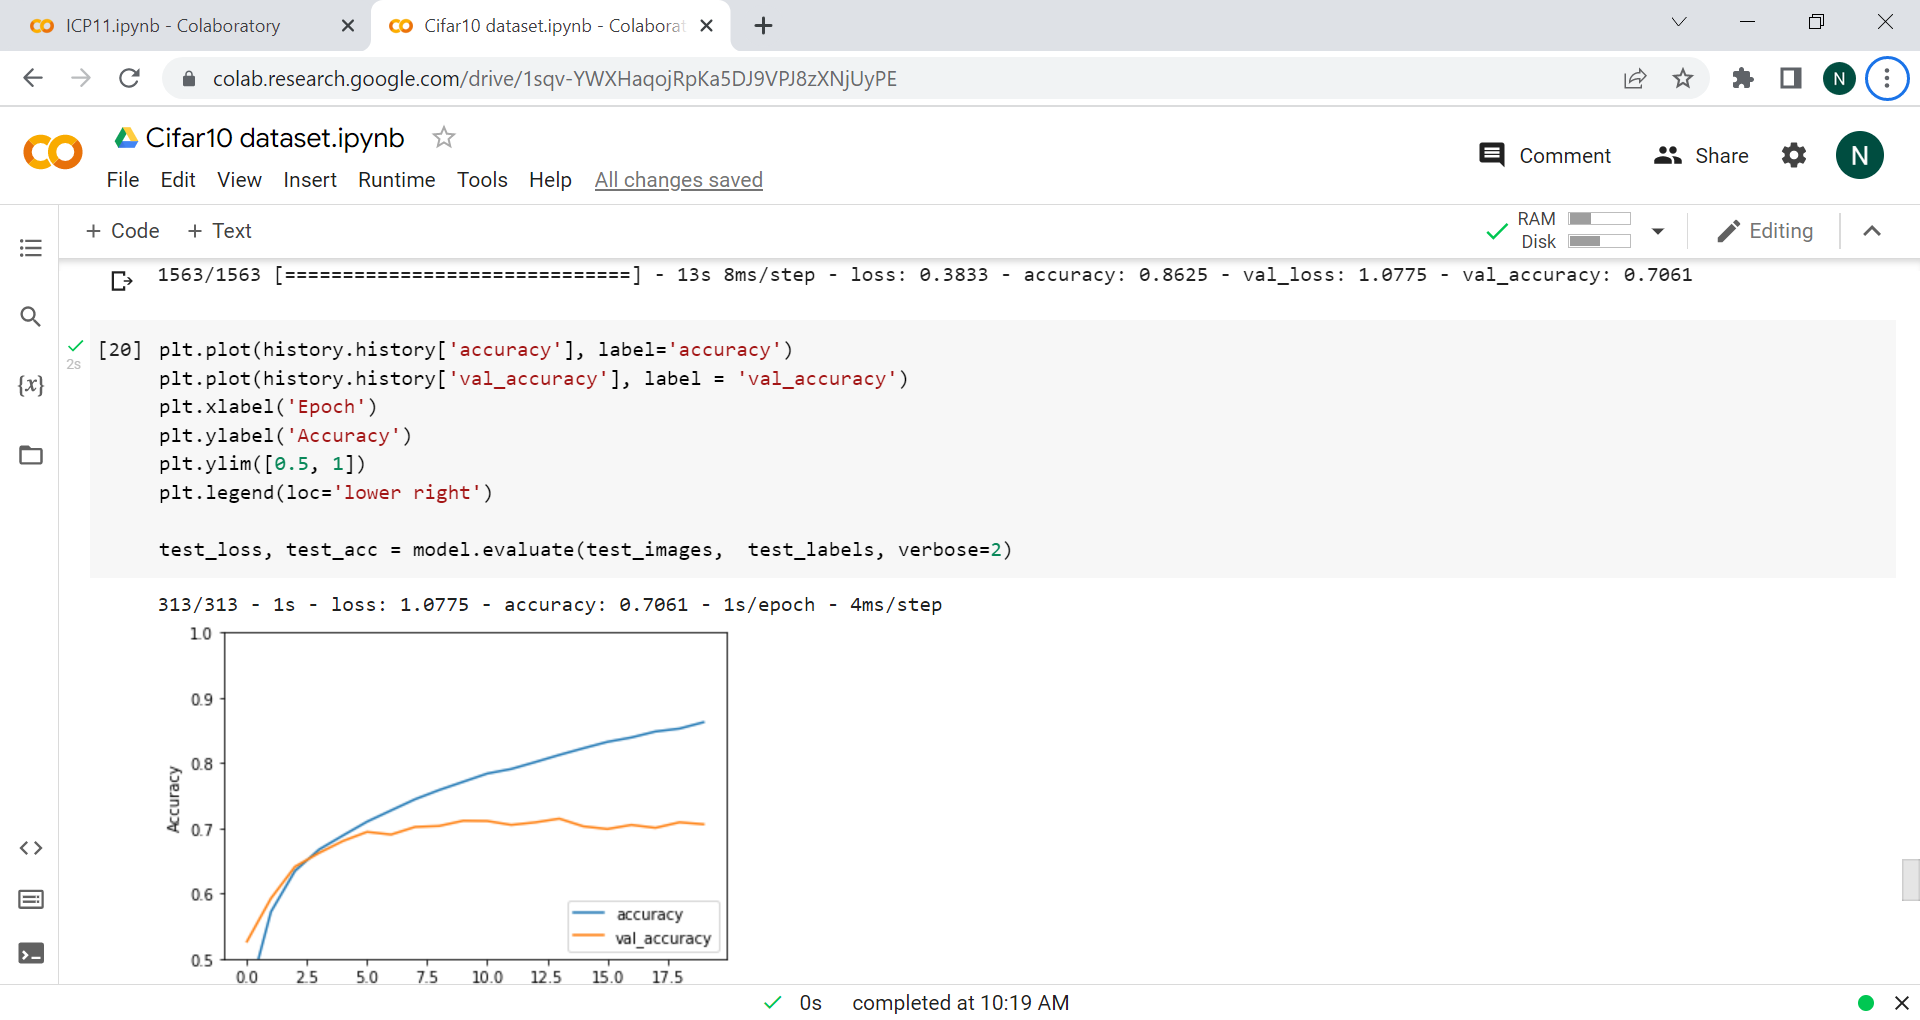 ICP11.ipynb - Colaboratory
Cifar10 dataset.ipynb - Colaborat
colab.research.google.com/drive/1sqv-YWXHaqojRpKa5DJ9VPJ8zXNjUyPE
N
Cifar10 dataset.ipynb
Comment
Share
N
File Edit View Insert Runtime Tools Help All changes saved
+ Code + Text
RAM
Disk
Editing
1563/1563 [==============================] - 13s 8ms/step - loss: 0.3833 - accuracy: 0.8625 - val_loss: 1.0775 - val_accuracy: 0.7061
{x}
2s
[20] plt.plot(history.history['accuracy'], label='accuracy')
plt.plot(history.history['val_accuracy'], label = 'val_accuracy')
plt.xlabel('Epoch')
plt.ylabel('Accuracy')
plt.ylim([0.5, 1])
plt.legend(loc='lower right')
test_loss, test_acc = model.evaluate(test_images,  test_labels, verbose=2)
313/313 - 1s - loss: 1.0775 - accuracy: 0.7061 - 1s/epoch - 4ms/step
1.0
0.9
0.8
0.7
0.6
0.5
Accuracy
accuracy
val_accuracy
0.0 2.5 5.0 7.5 10.0 12.5 15.0 17.5
0s completed at 10:19 AM